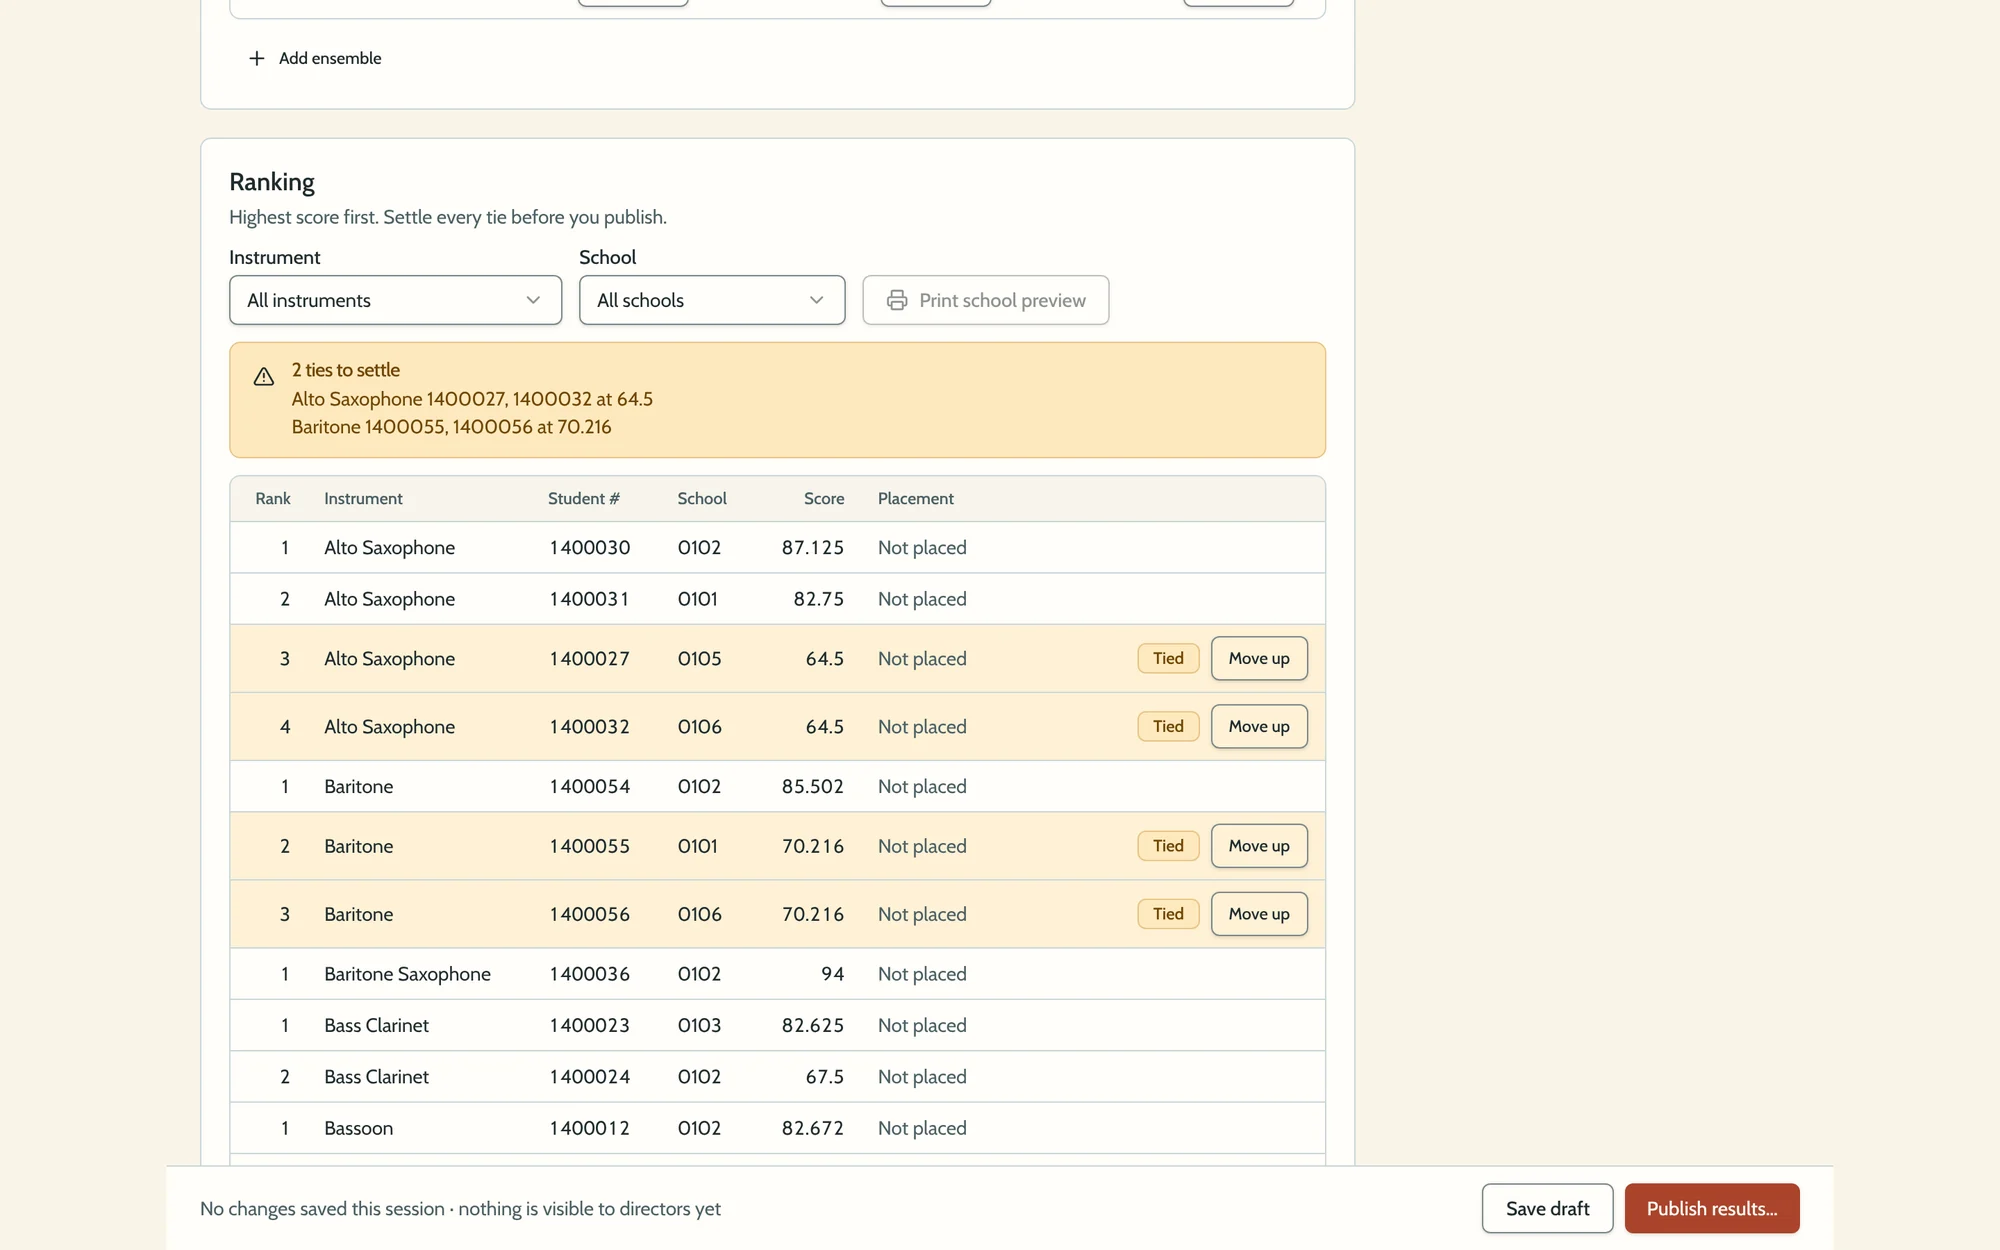 Add ensemble
Ranking
Highest score first. Settle every tie before you publish.
Instrument School
All instruments All schools Print school preview
2 ties to settle
Alto Saxophone 1400027, 1400032 at 64.5
Baritone 1400055, 1400056 at 70.216
Rank Instrument Student # School Score Placement
1 Alto Saxophone 1400030 0102 87.125 Not placed
2 Alto Saxophone 1400031 0101 82.75 Not placed
3 Alto Saxophone 1400027 0105 64.5 Not placed Tied Move up
4 Alto Saxophone 1400032 0106 64.5 Not placed Tied Move up
1 Baritone 1400054 0102 85.502 Not placed
2 Baritone 1400055 0101 70.216 Not placed Tied Move up
3 Baritone 1400056 0106 70.216 Not placed Tied Move up
1 Baritone Saxophone 1400036 0102 94 Not placed
1 Bass Clarinet 1400023 0103 82.625 Not placed
2 Bass Clarinet 1400024 0102 67.5 Not placed
1 Bassoon 1400012 0102 82.672 Not placed
No changes saved this session · nothing is visible to directors yet Save draft Publish results...